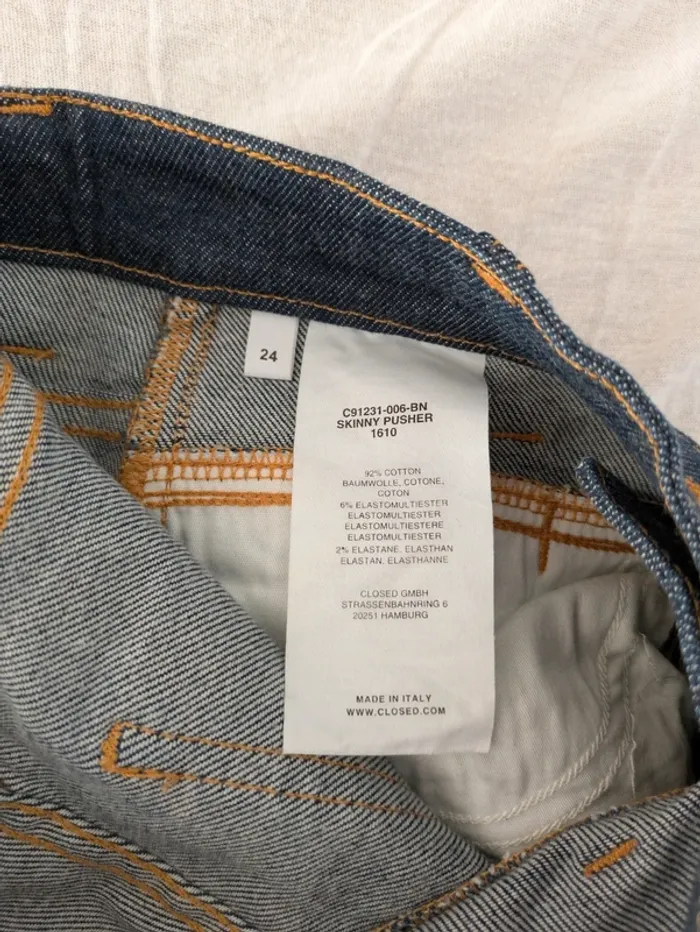 24
C91231-006-BN
SKINNY PUSHER
1610
92% COTTON
BAUMWOLLE, COTONE,
COTON
6% ELASTOMULTIESTER
ELASTOMULTIESTER
ELASTOMULTIESTERE
ELASTOMULTIESTER
2% ELASTANE, ELASTHAN
ELASTAN, ELASTHANNE
CLOSED GMBH
STRASSENBAHNRING 6
20251 HAMBURG
MADE IN ITALY
WWW.CLOSED.COM